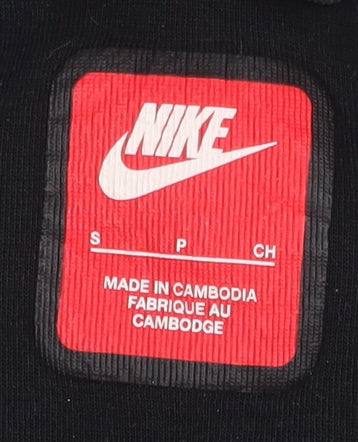 NIKE
S P CH
MADE IN CAMBODIA
FABRIQUE AU
CAMBODGE